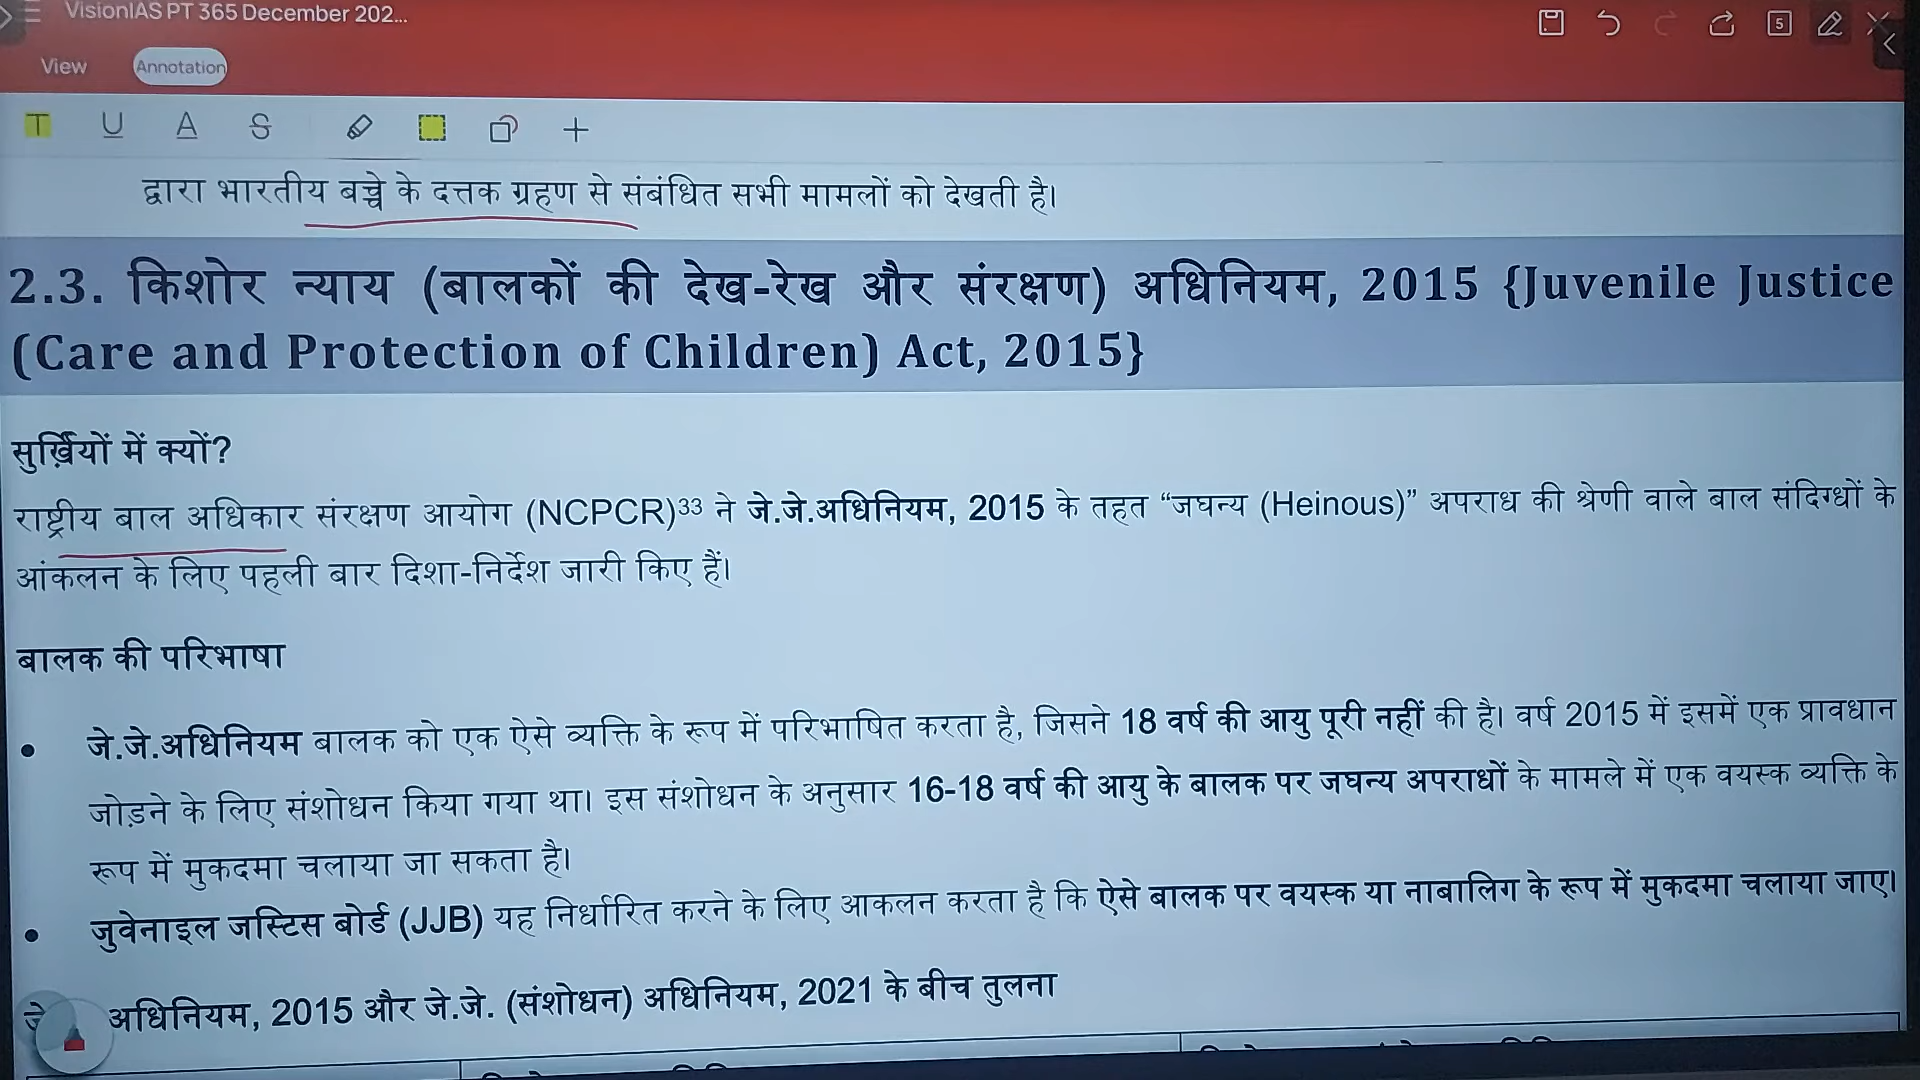 VisionIAS PT 365 December 202...
View Annotation
T U A S 5
द्वारा भारतीय बच्चे के दत्तक ग्रहण से संबंधित सभी मामलों को देखती है।
2.3. किशोर न्याय (बालकों की देख-रेख और संरक्षण) अधिनियम, 2015 {Juvenile Justice
(Care and Protection of Children) Act, 2015}
सुर्ख़ियों में क्यों?
राष्ट्रीय बाल अधिकार संरक्षण आयोग (NCPCR)33 ने जे.जे.अधिनियम, 2015 के तहत “जघन्य (Heinous)” अपराध की श्रेणी वाले बाल संदिग्धों के
आंकलन के लिए पहली बार दिशा-निर्देश जारी किए हैं।
बालक की परिभाषा
• जे.जे.अधिनियम बालक को एक ऐसे व्यक्ति के रूप में परिभाषित करता है, जिसने 18 वर्ष की आयु पूरी नहीं की है। वर्ष 2015 में इसमें एक प्रावधान
जोड़ने के लिए संशोधन किया गया था। इस संशोधन के अनुसार 16-18 वर्ष की आयु के बालक पर जघन्य अपराधों के मामले में एक वयस्क व्यक्ति के
रूप में मुकदमा चलाया जा सकता है।
• जुवेनाइल जस्टिस बोर्ड (JJB) यह निर्धारित करने के लिए आकलन करता है कि ऐसे बालक पर वयस्क या नाबालिग के रूप में मुकदमा चलाया जाए।
अधिनियम, 2015 और जे.जे. (संशोधन) अधिनियम, 2021 के बीच तुलना